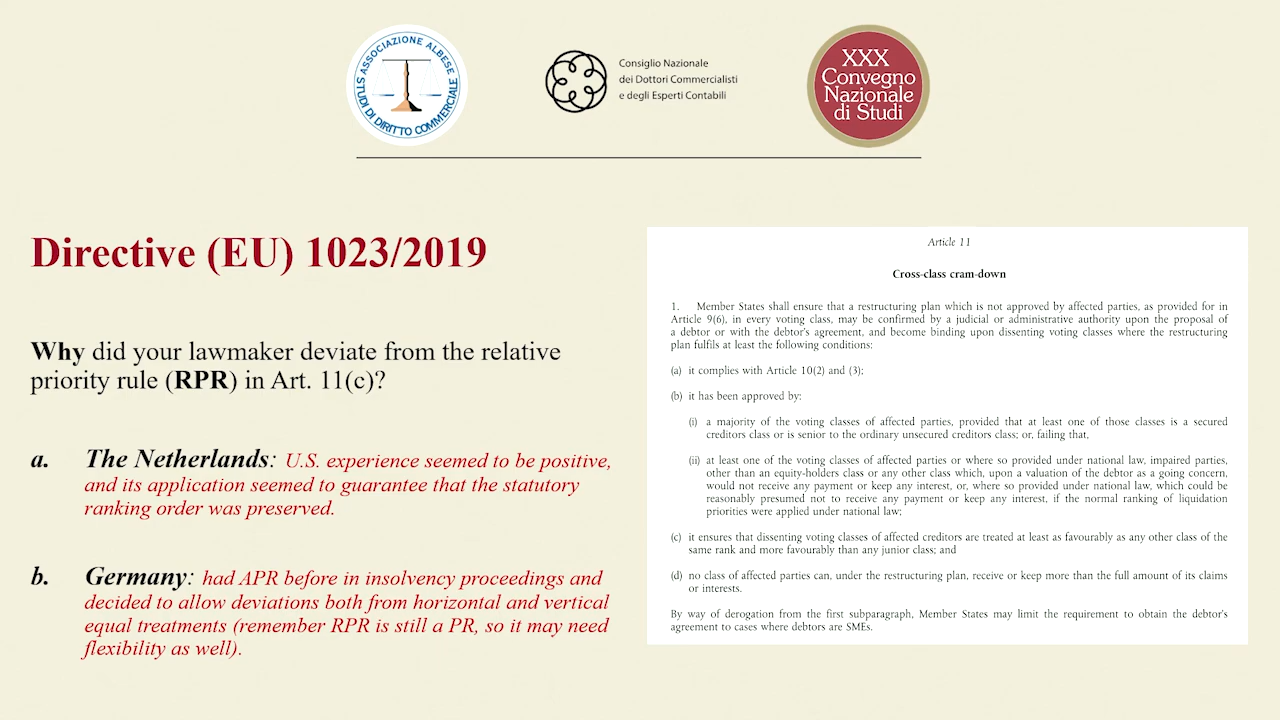 ASSOCIAZIONE ALBESE
STUDI DI DIRITTO COMMERCIALE
Consiglio Nazionale
dei Dottori Commercialisti
e degli Esperti Contabili
XXX
Convegno
Nazionale
di Studi
Directive (EU) 1023/2019
Why did your lawmaker deviate from the relative
priority rule (RPR) in Art. 11(c)?
a. The Netherlands: U.S. experience seemed to be positive,
and its application seemed to guarantee that the statutory
ranking order was preserved.
b. Germany: had APR before in insolvency proceedings and
decided to allow deviations both from horizontal and vertical
equal treatments (remember RPR is still a PR, so it may need
flexibility as well).
Article 11
Cross-class cram-down
1. Member States shall ensure that a restructuring plan which is not approved by affected parties, as provided for in
Article 9(6), in every voting class, may be confirmed by a judicial or administrative authority upon the proposal of
a debtor or with the debtor's agreement, and become binding upon dissenting voting classes where the restructuring
plan fulfils at least the following conditions:
(a) it complies with Article 10(2) and (3);
(b) it has been approved by:
(i) a majority of the voting classes of affected parties, provided that at least one of those classes is a secured
creditors class or is senior to the ordinary unsecured creditors class; or, failing that,
(ii) at least one of the voting classes of affected parties or where so provided under national law, impaired parties,
other than an equity-holders class or any other class which, upon a valuation of the debtor as a going concern,
would not receive any payment or keep any interest, or, where so provided under national law, which could be
reasonably presumed not to receive any payment or keep any interest, if the normal ranking of liquidation
priorities were applied under national law;
(c) it ensures that dissenting voting classes of affected creditors are treated at least as favourably as any other class of the
same rank and more favourably than any junior class; and
(d) no class of affected parties can, under the restructuring plan, receive or keep more than the full amount of its claims
or interests.
By way of derogation from the first subparagraph, Member States may limit the requirement to obtain the debtor's
agreement to cases where debtors are SMEs.